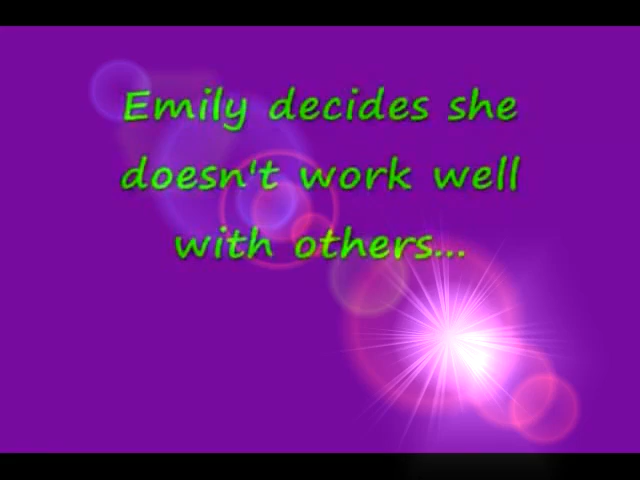 Emily decides she
doesn't work well
with others...